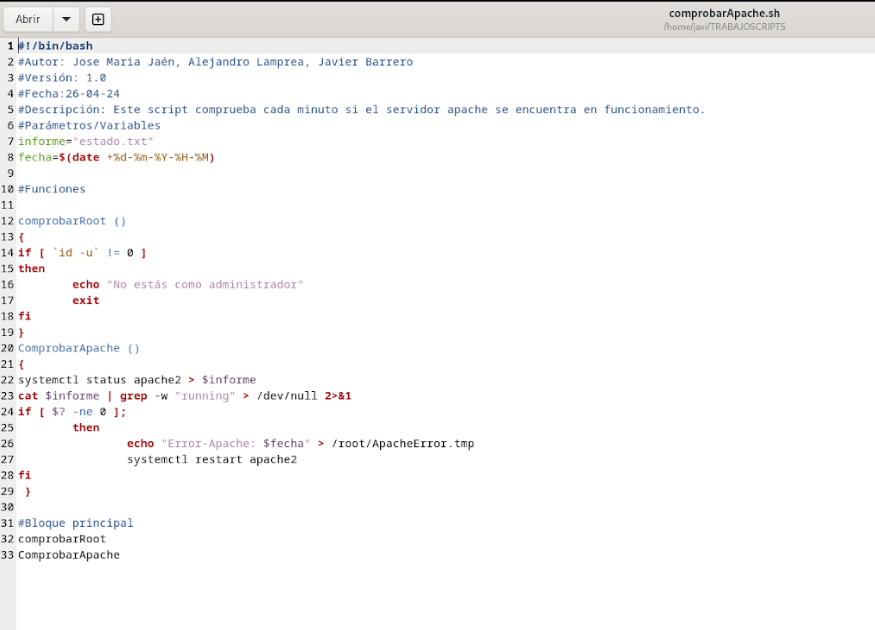 Abrir
comprobarApache.sh
/home/javi/TRABAJOSCRIPTS
1 #!/bin/bash
2 #Autor: Jose Maria Jaén, Alejandro Lamprea, Javier Barrero
3 #Versión: 1.0
4 #Fecha:26-04-24
5 #Descripción: Este script comprueba cada minuto si el servidor apache se encuentra en funcionamiento.
6 #Parámetros/Variables
7 informe="estado.txt"
8 fecha=$(date +%d-%m-%Y-%H-%M)
9
10 #Funciones
11
12 comprobarRoot ()
13 {
14 if [ `id -u` != 0 ]
15 then
16         echo "No estás como administrador"
17         exit
18 fi
19 }
20 ComprobarApache ()
21 {
22 systemctl status apache2 > $informe
23 cat $informe | grep -w "running" > /dev/null 2>&1
24 if [ $? -ne 0 ];
25         then
26                 echo "Error-Apache: $fecha" > /root/ApacheError.tmp
27                 systemctl restart apache2
28 fi
29  }
30
31 #Bloque principal
32 comprobarRoot
33 ComprobarApache